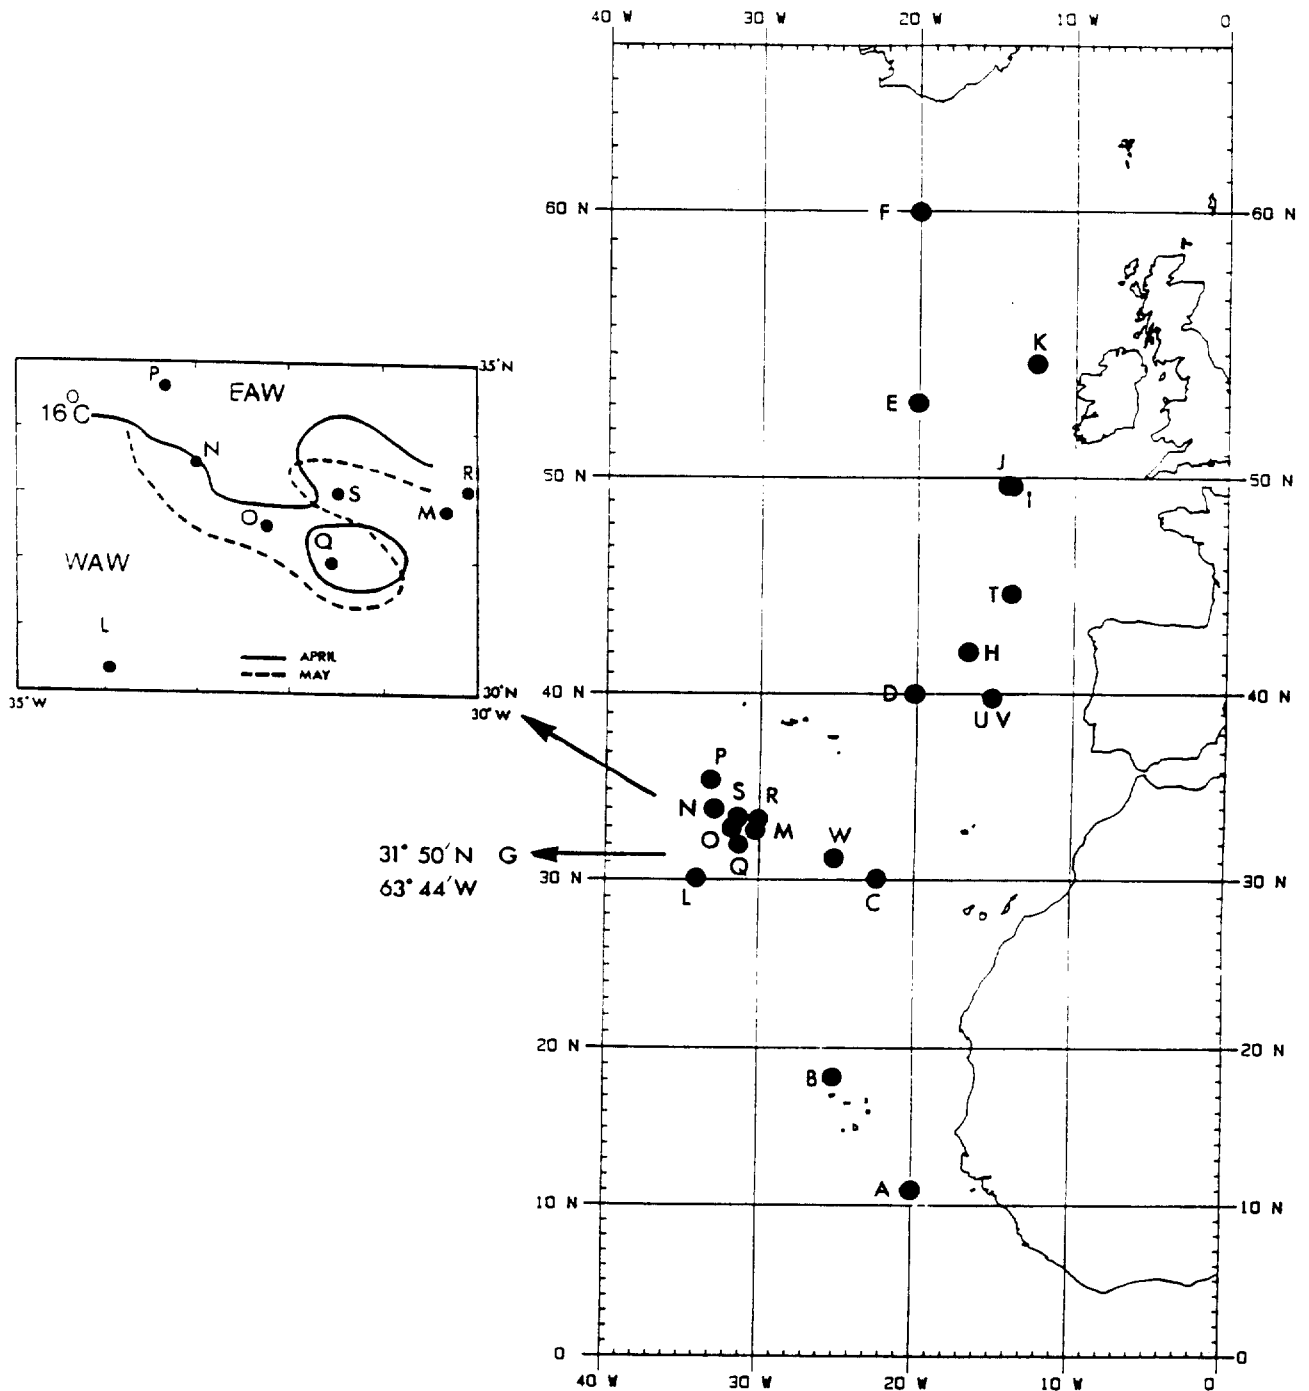 40 W 30 W 20 W 10 W 0
60 N F 60 N
K
E
J
50 N 50 N
I
T
H
40 N D 40 N
U V
P
S R
N
O M W
Q
31° 50′N G
63° 44′W
30 N L C 30 N
20 N 20 N
B
A
10 N 10 N
0 0
40 W 30 W 20 W 10 W 0
35°N
P EAW
16°C
N
R
S
M
O
Q
WAW
L
APRIL
MAY
30°N
35°W 30°W